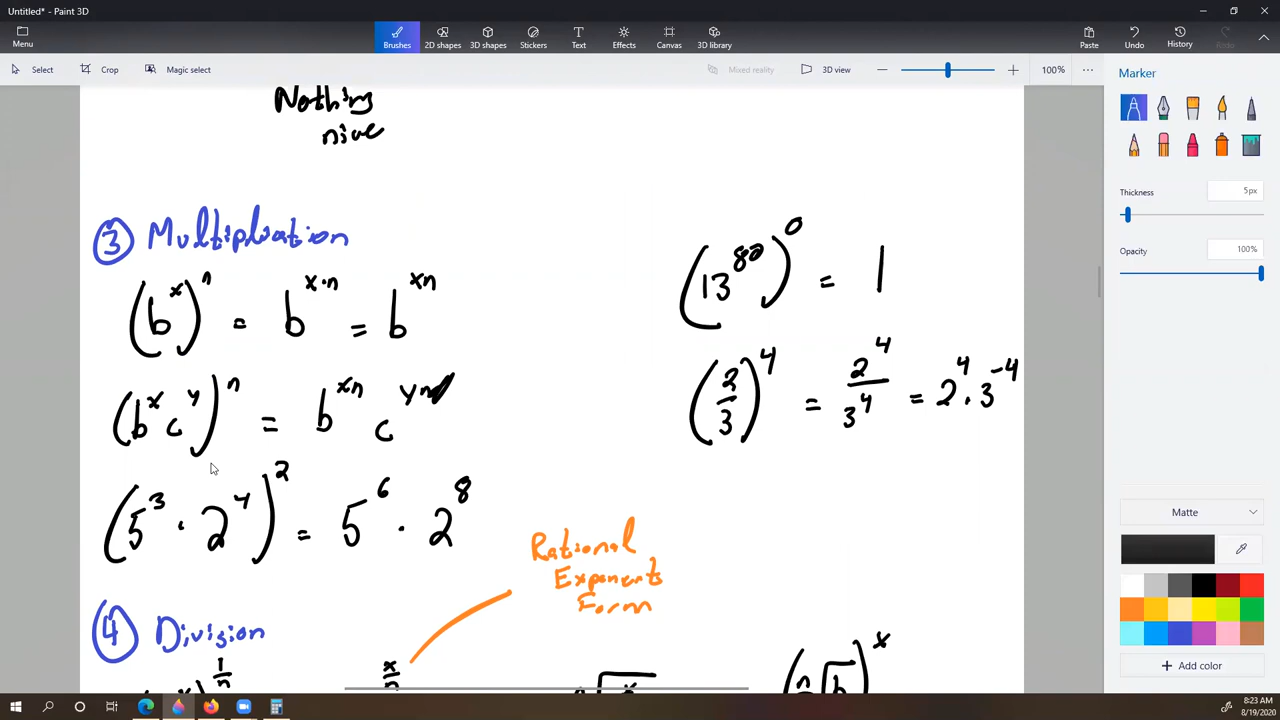 Untitled* - Paint 3D
Menu
Brushes
2D shapes
3D shapes
Stickers
Text
Effects
Canvas
3D library
Paste
Undo
History
Redo
Select
Crop
Magic select
Mixed reality
3D view
100%
Marker
Thickness
5px
Opacity
100%
Matte
Add color
Nothing
nice
③ Multiplication
(b^x)^n = b^{x·n} = b^{xn}
(b^x c^y)^n = b^{xn} c^{yn}
(5^3 · 2^4)^2 = 5^6 · 2^8
(13^{82})^0 = 1
(2/3)^4 = 2^4/3^4 = 2^4 · 3^{-4}
Rational
Exponents
Form
④ Division
1/n
x/n
8:23 AM
8/19/2020